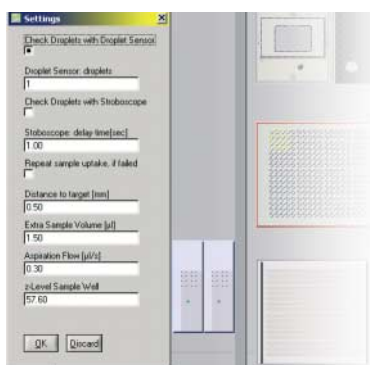 Settings
Check Droplets with Droplet Sensor
Droplet Sensor: droplets
1
Check Droplets with Stroboscope
Stoboscope: delay time[sec]
1.00
Repeat sample uptake, if failed
Distance to target [mm]
0.50
Extra Sample Volume [µl]
1.50
Aspiration Flow [µl/s]
0.30
z-Level Sample Well
57.60
OK Discard